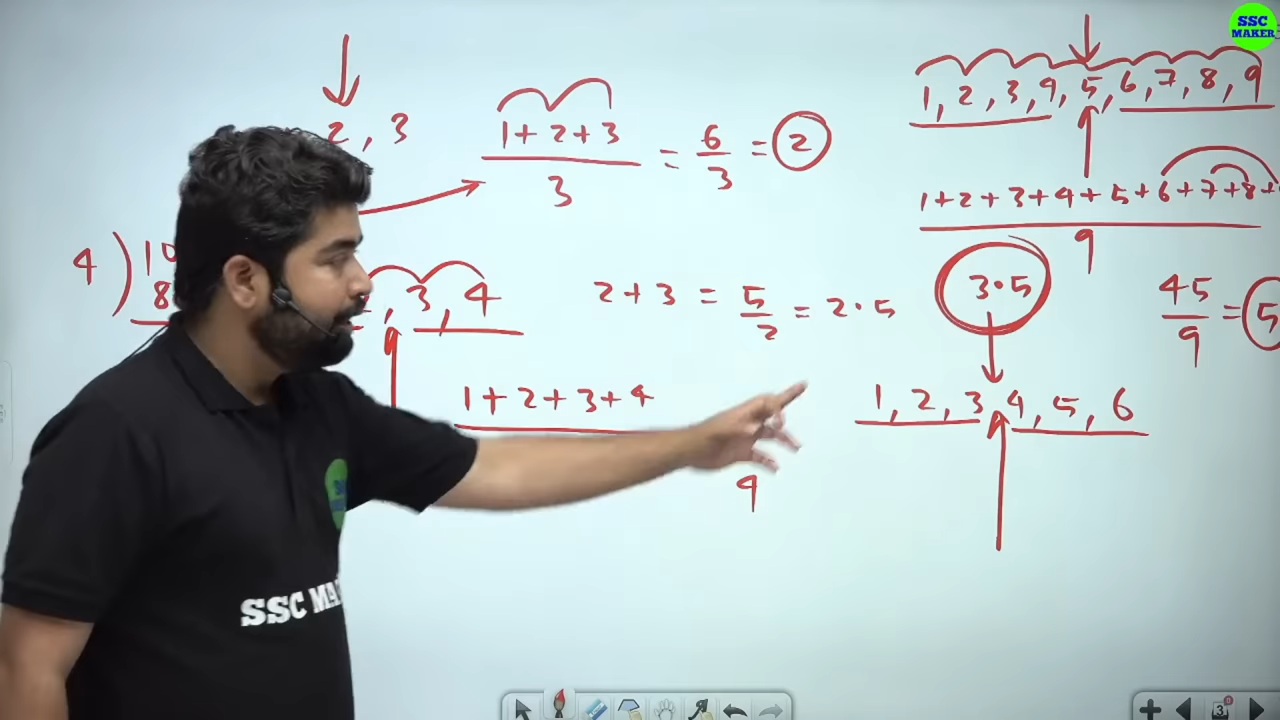 SSC
MAKER
2, 3
1+2+3
3
= 6/3 = 2
1, 2, 3, 4, 5, 6, 7, 8, 9
1+2+3+4+5+6+7+8+
9
45/9 = 5
4) 10
8
, 3, 4
2+3 = 5/2 = 2.5
3.5
1, 2, 3, 4, 5, 6
1+2+3+4
4
SSC MA
3